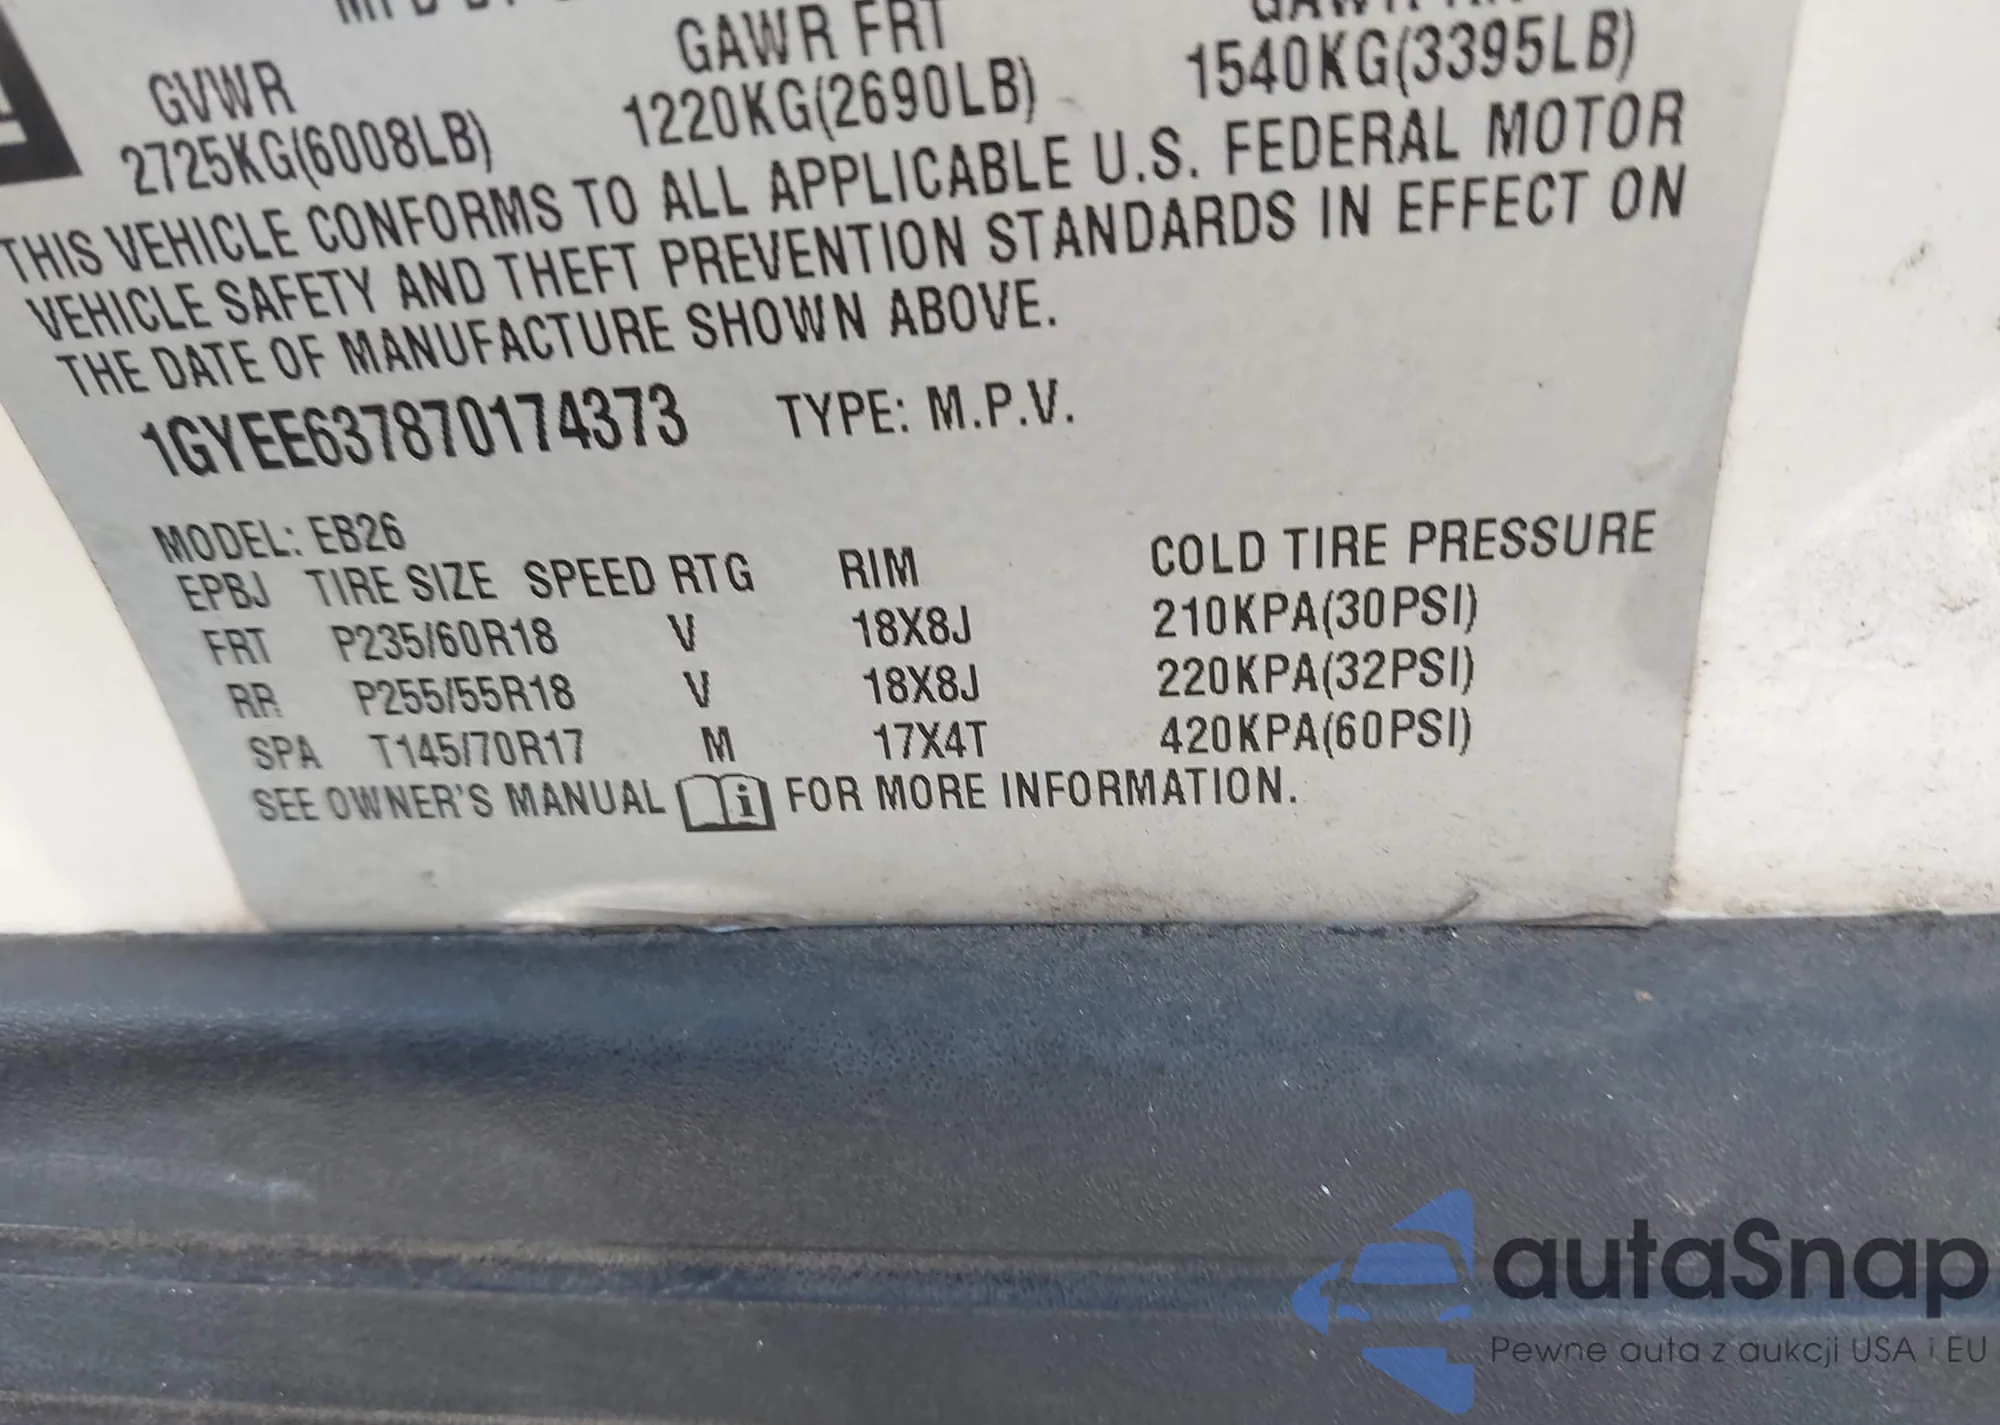 GVWR GAWR FRT
2725KG(6008LB) 1220KG(2690LB) 1540KG(3395LB)
THIS VEHICLE CONFORMS TO ALL APPLICABLE U.S. FEDERAL MOTOR
VEHICLE SAFETY AND THEFT PREVENTION STANDARDS IN EFFECT ON
THE DATE OF MANUFACTURE SHOWN ABOVE.
1GYEE637870174373 TYPE: M.P.V.
MODEL: EB26
EPBJ TIRE SIZE SPEED RTG RIM COLD TIRE PRESSURE
FRT P235/60R18 V 18X8J 210KPA(30PSI)
RR P255/55R18 V 18X8J 220KPA(32PSI)
SPA T145/70R17 M 17X4T 420KPA(60PSI)
SEE OWNER'S MANUAL i FOR MORE INFORMATION.
autaSnap
Pewne auta z aukcji USA i EU